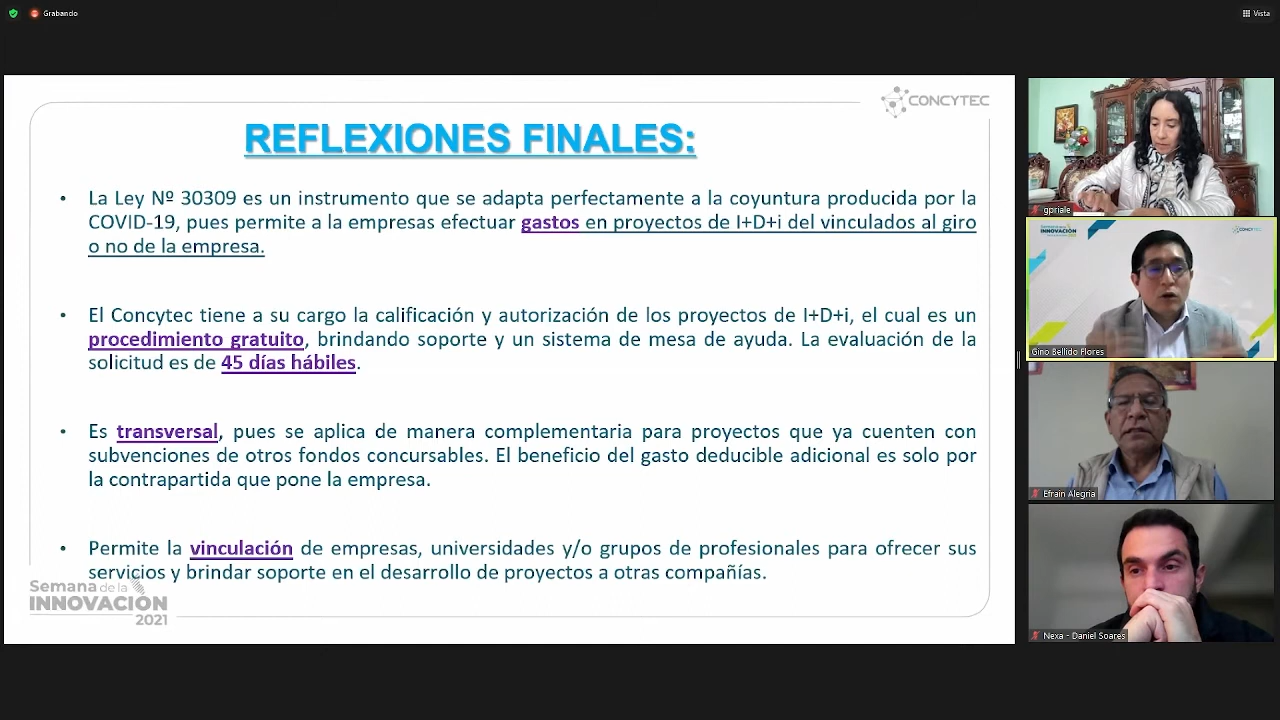 Grabando
Vista
CONCYTEC
REFLEXIONES FINALES:
• La Ley Nº 30309 es un instrumento que se adapta perfectamente a la coyuntura producida por la
COVID-19, pues permite a la empresas efectuar gastos en proyectos de I+D+i del vinculados al giro
o no de la empresa.
• El Concytec tiene a su cargo la calificación y autorización de los proyectos de I+D+i, el cual es un
procedimiento gratuito, brindando soporte y un sistema de mesa de ayuda. La evaluación de la
solicitud es de 45 días hábiles.
• Es transversal, pues se aplica de manera complementaria para proyectos que ya cuenten con
subvenciones de otros fondos concursables. El beneficio del gasto deducible adicional es solo por
la contrapartida que pone la empresa.
• Permite la vinculación de empresas, universidades y/o grupos de profesionales para ofrecer sus
servicios y brindar soporte en el desarrollo de proyectos a otras compañías.
Semana de la
INNOVACIÓN
2021
gpriale
INNOVACIÓN
CONCYTEC
Gino Bellido Flores
Efrain Alegria
Nexa - Daniel Soares